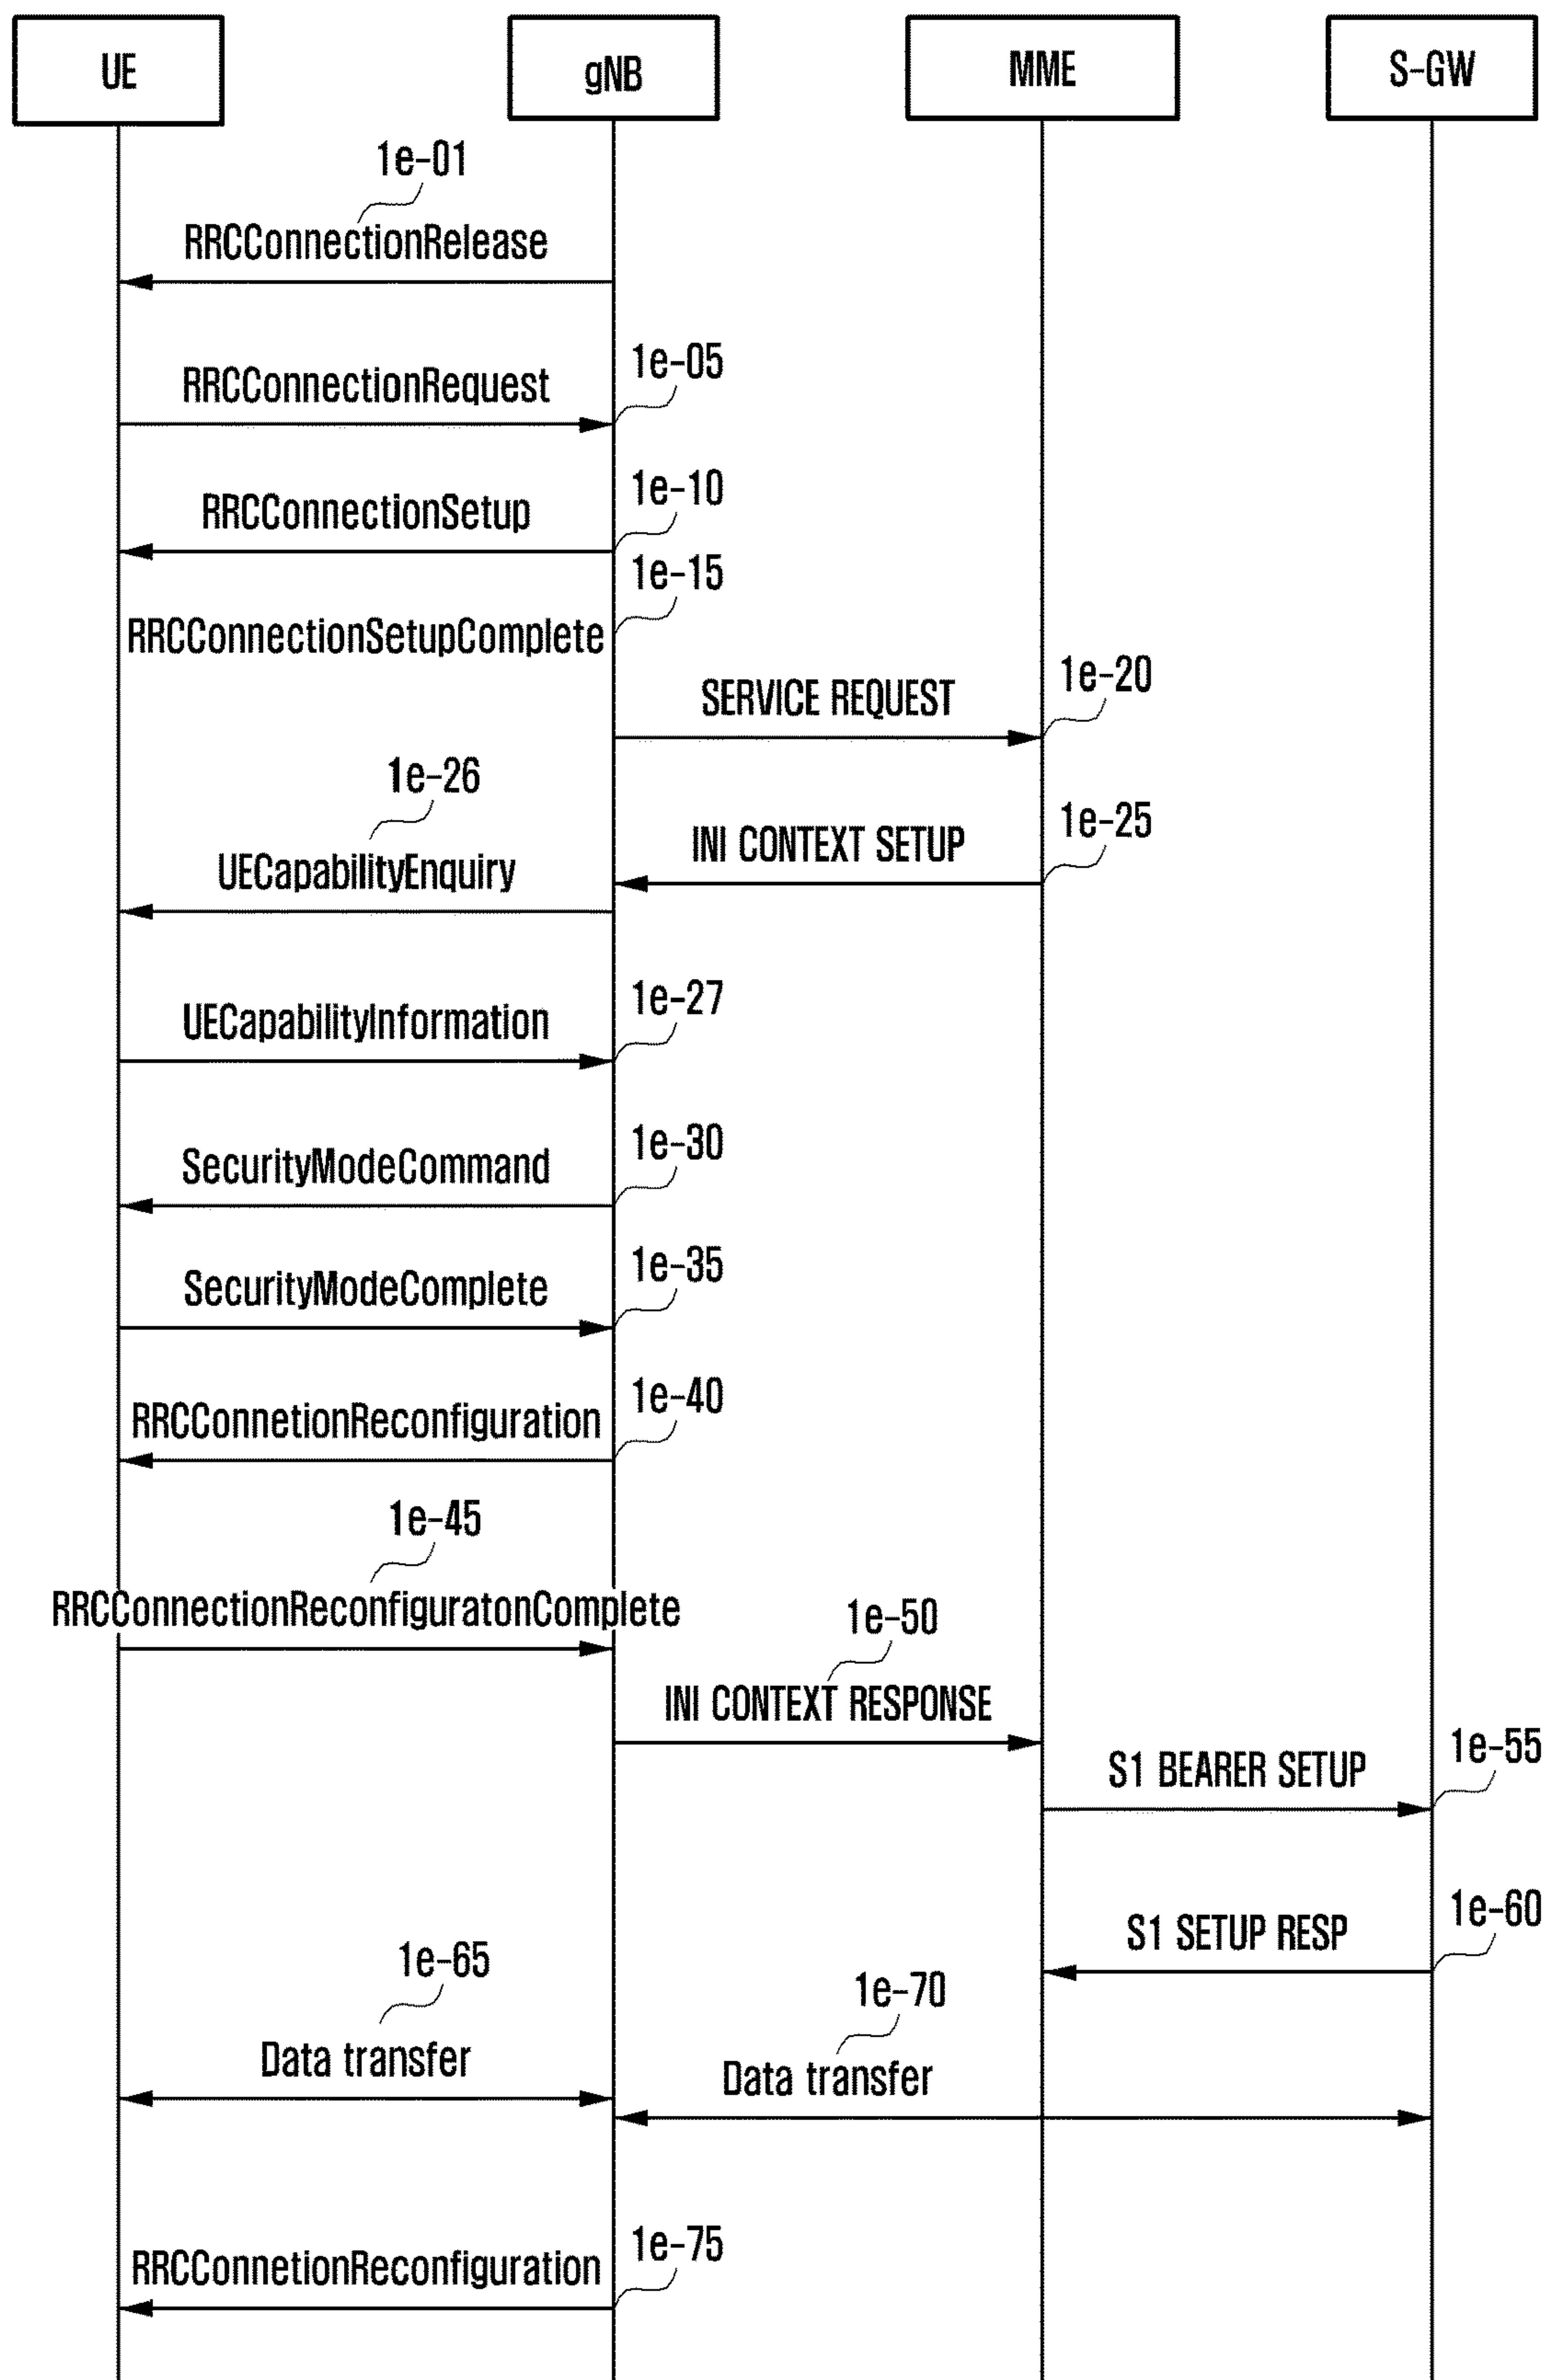 UE
gNB
MME
S-GW
1e-01
RRCConnectionRelease
1e-05
RRCConnectionRequest
1e-10
RRCConnectionSetup
1e-15
RRCConnectionSetupComplete
1e-20
SERVICE REQUEST
1e-26
1e-25
INI CONTEXT SETUP
UECapabilityEnquiry
1e-27
UECapabilityInformation
1e-30
SecurityModeCommand
1e-35
SecurityModeComplete
1e-40
RRCConnetionReconfiguration
1e-45
RRCConnectionReconfiguratonComplete
1e-50
INI CONTEXT RESPONSE
1e-55
S1 BEARER SETUP
1e-60
S1 SETUP RESP
1e-65
1e-70
Data transfer
Data transfer
1e-75
RRCConnetionReconfiguration